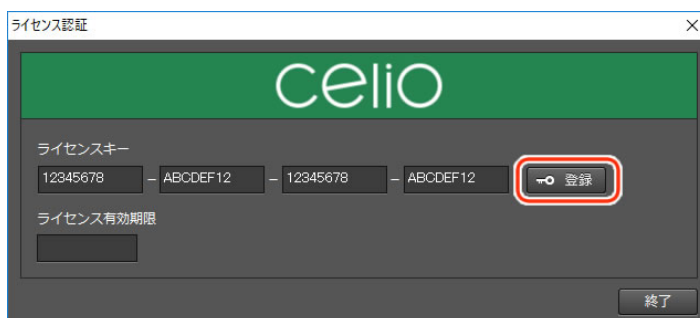 ライセンス認証
celio
ライセンスキー
12345678 – ABCDEF12 – 12345678 – ABCDEF12 登録
ライセンス有効期限
終了